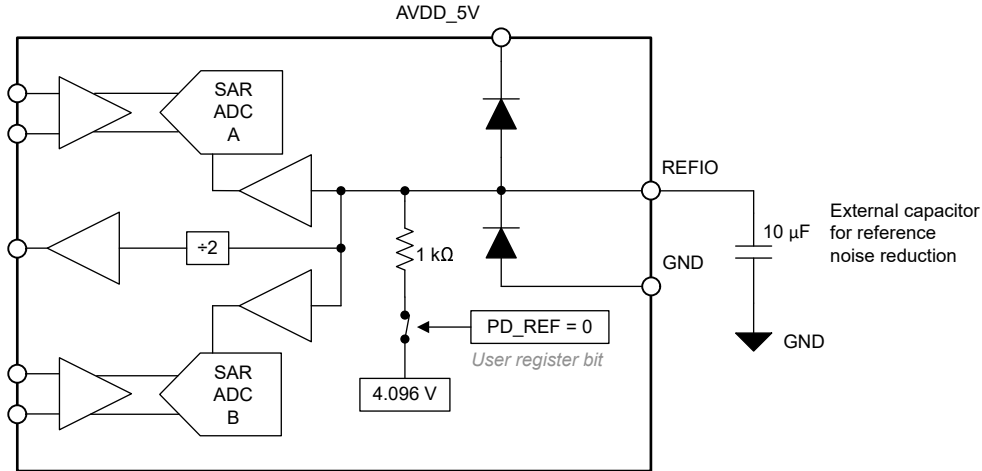 AVDD_5V
SAR
ADC
A
REFIO
÷2
1 kΩ
10 µF
External capacitor
for reference
noise reduction
GND
PD_REF = 0
User register bit
GND
4.096 V
SAR
ADC
B